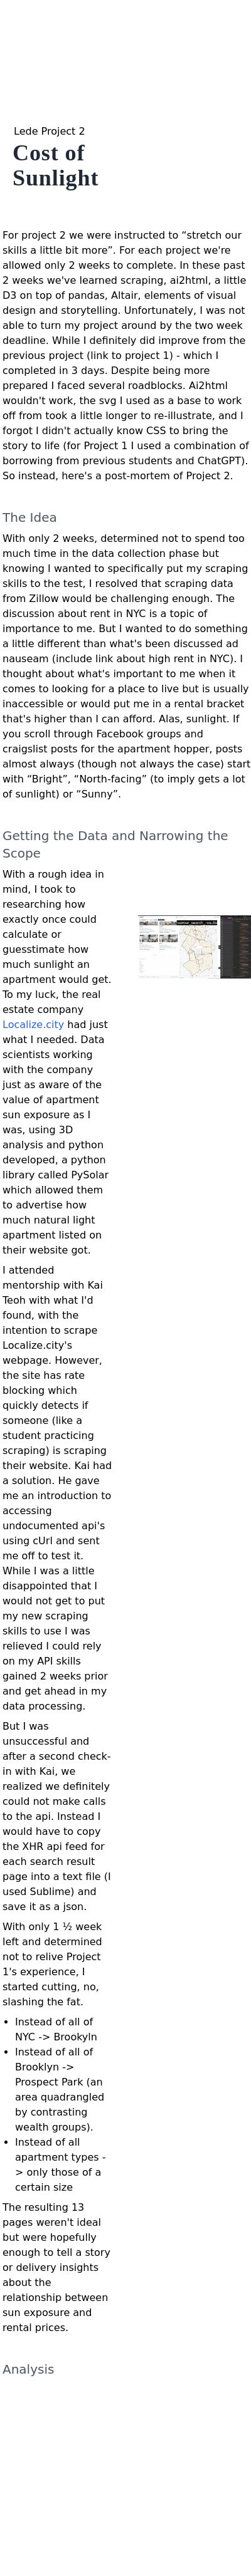 Lede Project 2
Cost of
Sunlight
For project 2 we were instructed to “stretch our
skills a little bit more”. For each project we're
allowed only 2 weeks to complete. In these past
2 weeks we've learned scraping, ai2html, a little
D3 on top of pandas, Altair, elements of visual
design and storytelling. Unfortunately, I was not
able to turn my project around by the two week
deadline. While I definitely did improve from the
previous project (link to project 1) - which I
completed in 3 days. Despite being more
prepared I faced several roadblocks. Ai2html
wouldn't work, the svg I used as a base to work
off from took a little longer to re-illustrate, and I
forgot I didn't actually know CSS to bring the
story to life (for Project 1 I used a combination of
borrowing from previous students and ChatGPT).
So instead, here's a post-mortem of Project 2.
The Idea
With only 2 weeks, determined not to spend too
much time in the data collection phase but
knowing I wanted to specifically put my scraping
skills to the test, I resolved that scraping data
from Zillow would be challenging enough. The
discussion about rent in NYC is a topic of
importance to me. But I wanted to do something
a little different than what's been discussed ad
nauseam (include link about high rent in NYC). I
thought about what's important to me when it
comes to looking for a place to live but is usually
inaccessible or would put me in a rental bracket
that's higher than I can afford. Alas, sunlight. If
you scroll through Facebook groups and
craigslist posts for the apartment hopper, posts
almost always (though not always the case) start
with “Bright”, “North-facing” (to imply gets a lot
of sunlight) or “Sunny”.
Getting the Data and Narrowing the
Scope
With a rough idea in
mind, I took to
researching how
exactly once could
calculate or
guesstimate how
much sunlight an
apartment would get.
To my luck, the real
estate company
Localize.city had just
what I needed. Data
scientists working
with the company
just as aware of the
value of apartment
sun exposure as I
was, using 3D
analysis and python
developed, a python
library called PySolar
which allowed them
to advertise how
much natural light
apartment listed on
their website got.
I attended
mentorship with Kai
Teoh with what I'd
found, with the
intention to scrape
Localize.city's
webpage. However,
the site has rate
blocking which
quickly detects if
someone (like a
student practicing
scraping) is scraping
their website. Kai had
a solution. He gave
me an introduction to
accessing
undocumented api's
using cUrl and sent
me off to test it.
While I was a little
disappointed that I
would not get to put
my new scraping
skills to use I was
relieved I could rely
on my API skills
gained 2 weeks prior
and get ahead in my
data processing.
But I was
unsuccessful and
after a second check-
in with Kai, we
realized we definitely
could not make calls
to the api. Instead I
would have to copy
the XHR api feed for
each search result
page into a text file (I
used Sublime) and
save it as a json.
With only 1 ½ week
left and determined
not to relive Project
1's experience, I
started cutting, no,
slashing the fat.
• Instead of all of
NYC -> Brookyln
• Instead of all of
Brooklyn ->
Prospect Park (an
area quadrangled
by contrasting
wealth groups).
• Instead of all
apartment types -
> only those of a
certain size
The resulting 13
pages weren't ideal
but were hopefully
enough to tell a story
or delivery insights
about the
relationship between
sun exposure and
rental prices.
Analysis